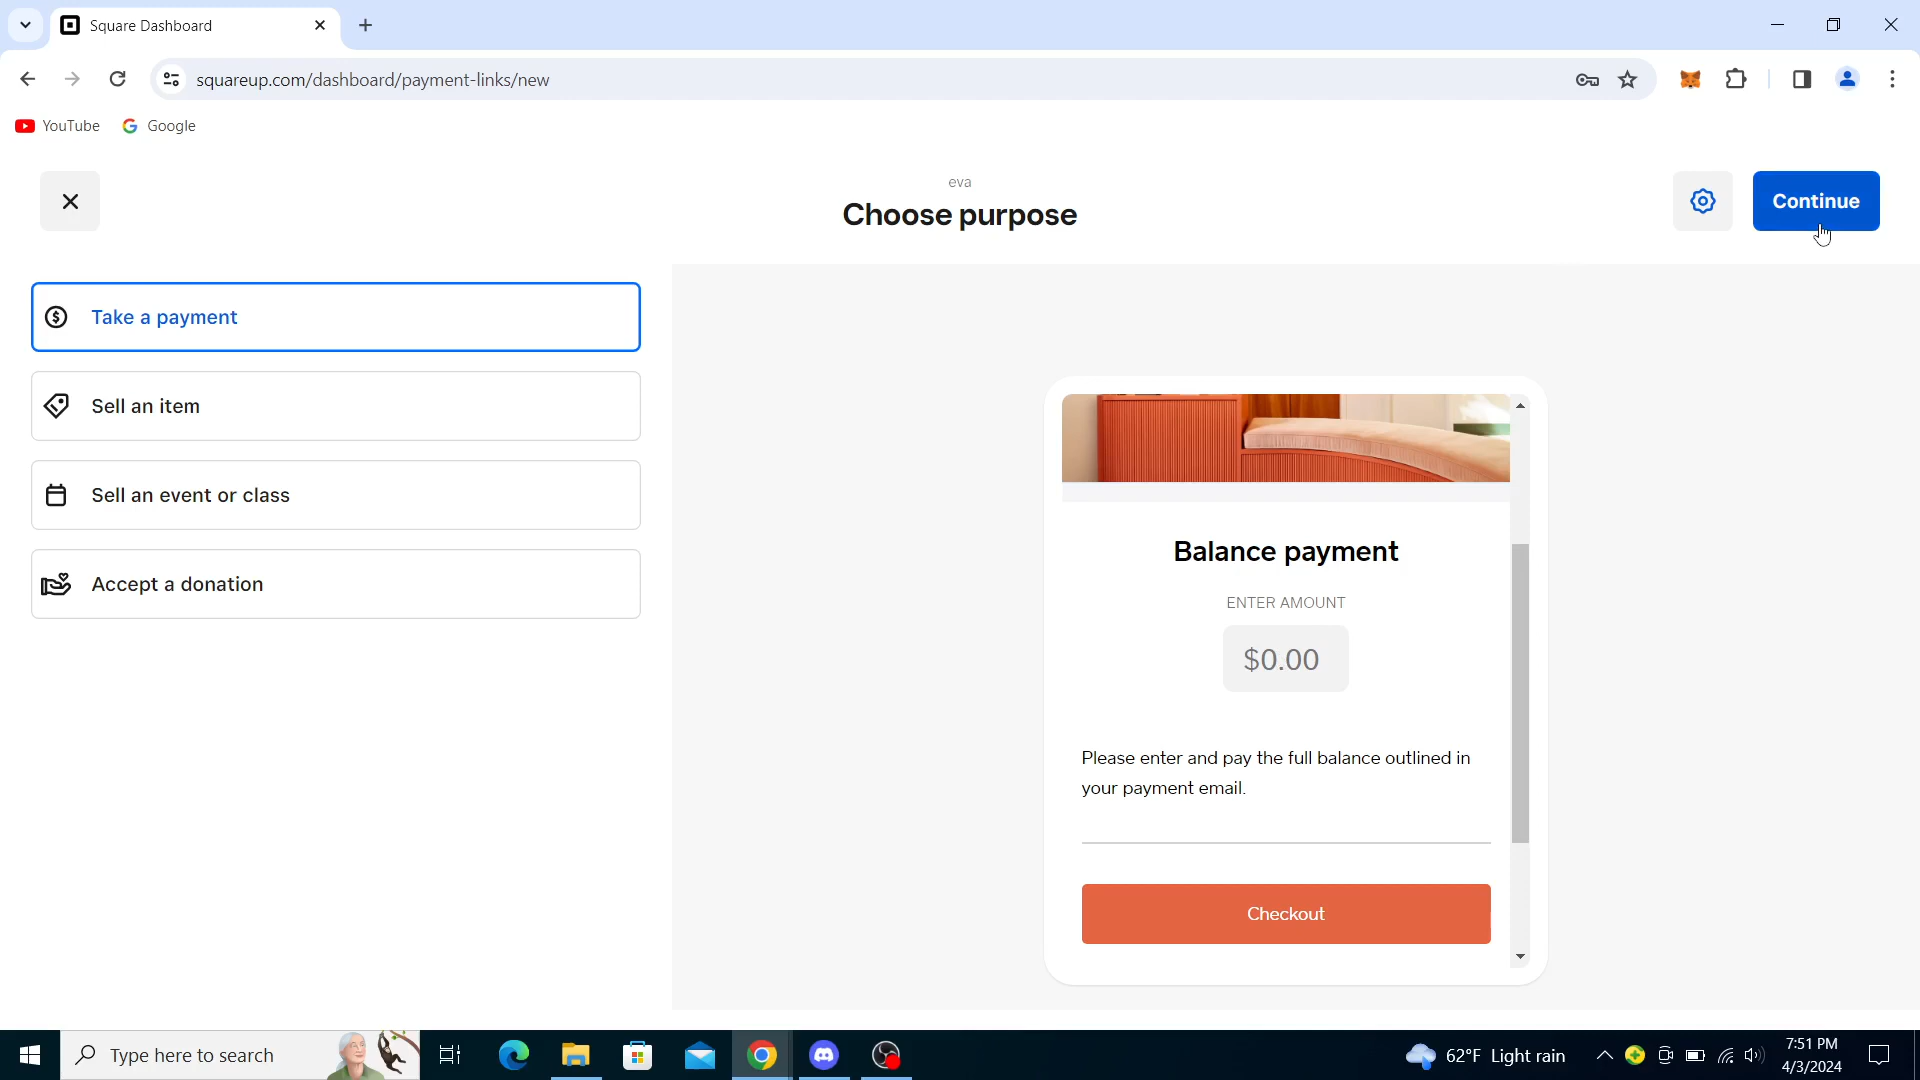 Square Dashboard
squareup.com/dashboard/payment-links/new
YouTube
Google
eva
Choose purpose
Continue
Take a payment
Sell an item
Sell an event or class
Accept a donation
Balance payment
ENTER AMOUNT
$0.00
Please enter and pay the full balance outlined in
your payment email.
Checkout
Type here to search
62°F Light rain
7:51 PM
4/3/2024